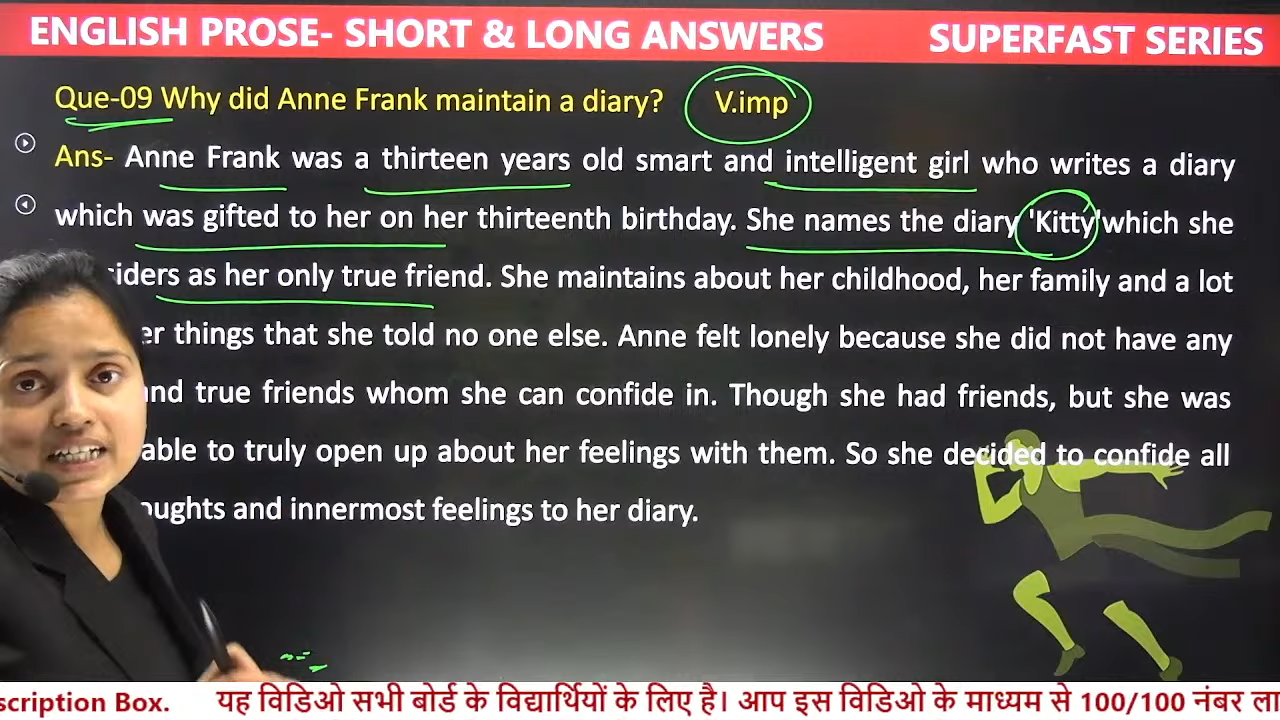 ENGLISH PROSE- SHORT & LONG ANSWERS SUPERFAST SERIES
Que-09 Why did Anne Frank maintain a diary? V.imp
Ans- Anne Frank was a thirteen years old smart and intelligent girl who writes a diary
which was gifted to her on her thirteenth birthday. She names the diary 'Kitty'which she
siders as her only true friend. She maintains about her childhood, her family and a lot
er things that she told no one else. Anne felt lonely because she did not have any
nd true friends whom she can confide in. Though she had friends, but she was
able to truly open up about her feelings with them. So she decided to confide all
oughts and innermost feelings to her diary.
scription Box. यह विडिओ सभी बोर्ड के विद्यार्थियों के लिए है। आप इस विडिओ के माध्यम से 100/100 नंबर ला